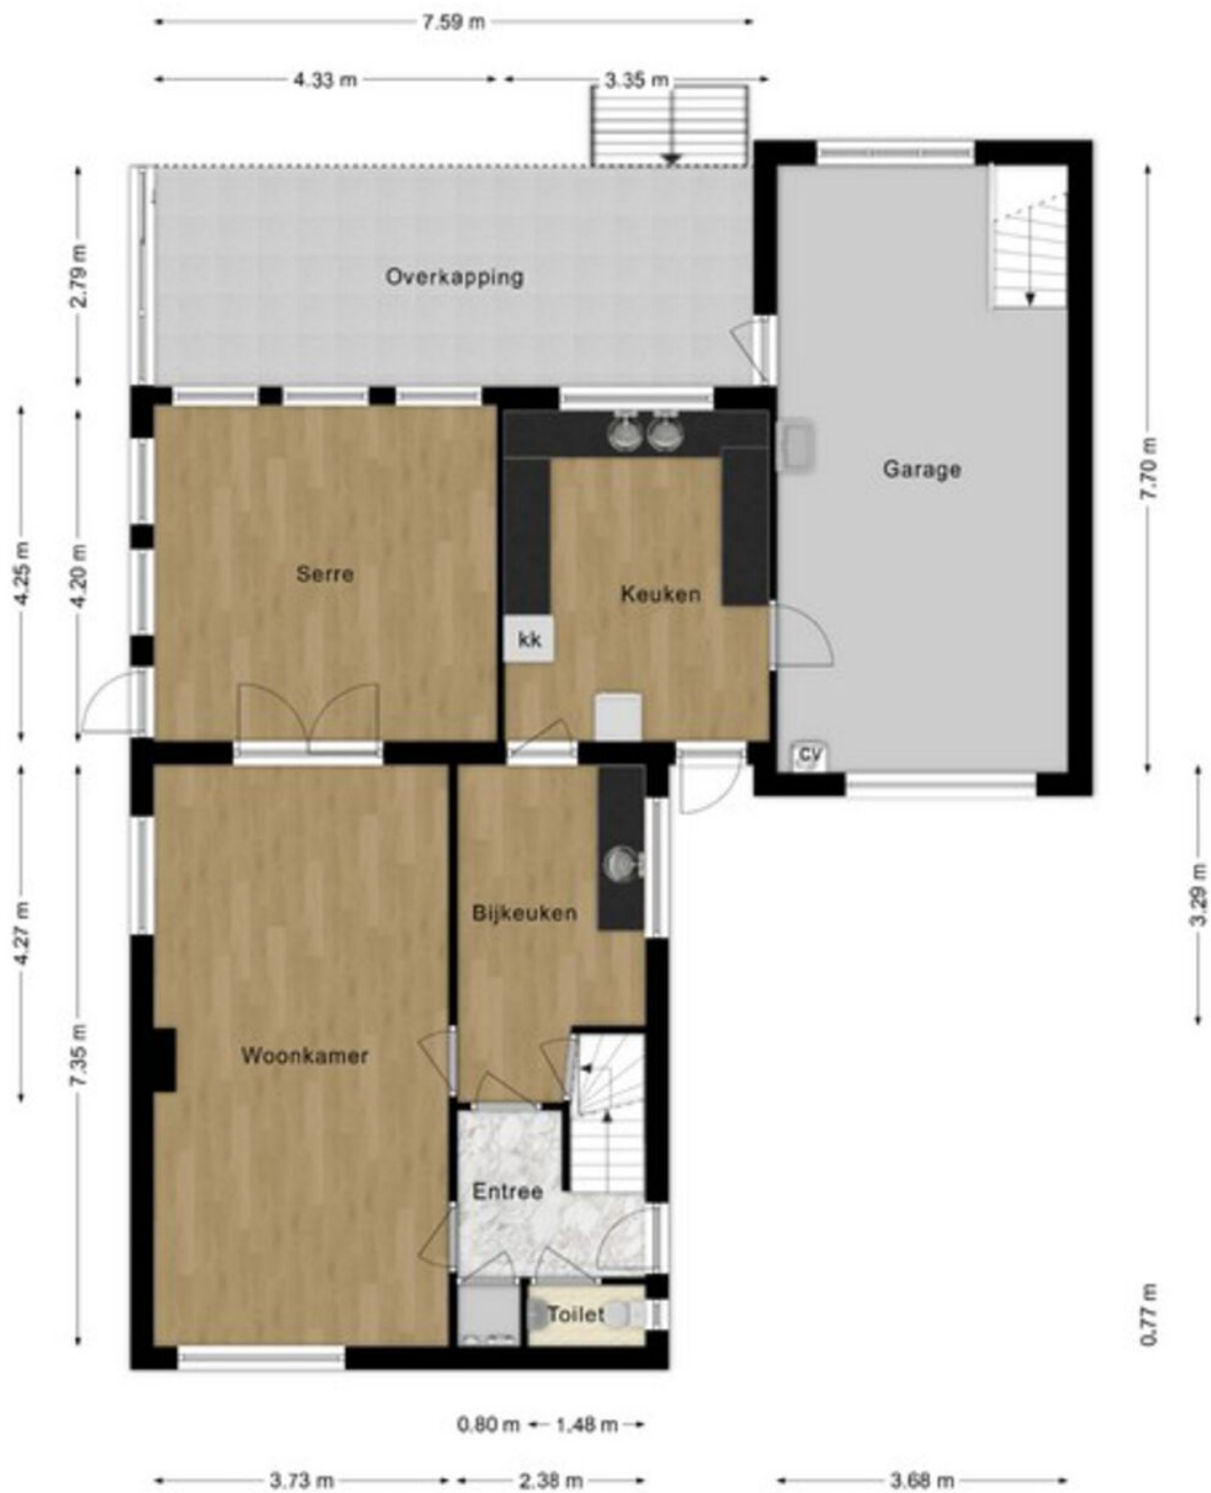 7.59 m
4.33 m
3.35 m
2.79 m
Overkapping
Garage
7.70 m
4.25 m
4.20 m
Serre
Keuken
kk
CV
Bijkeuken
3.29 m
4.27 m
7.35 m
Woonkamer
Entree
Toilet
0.77 m
0.80 m
1.48 m
3.73 m
2.38 m
3.68 m